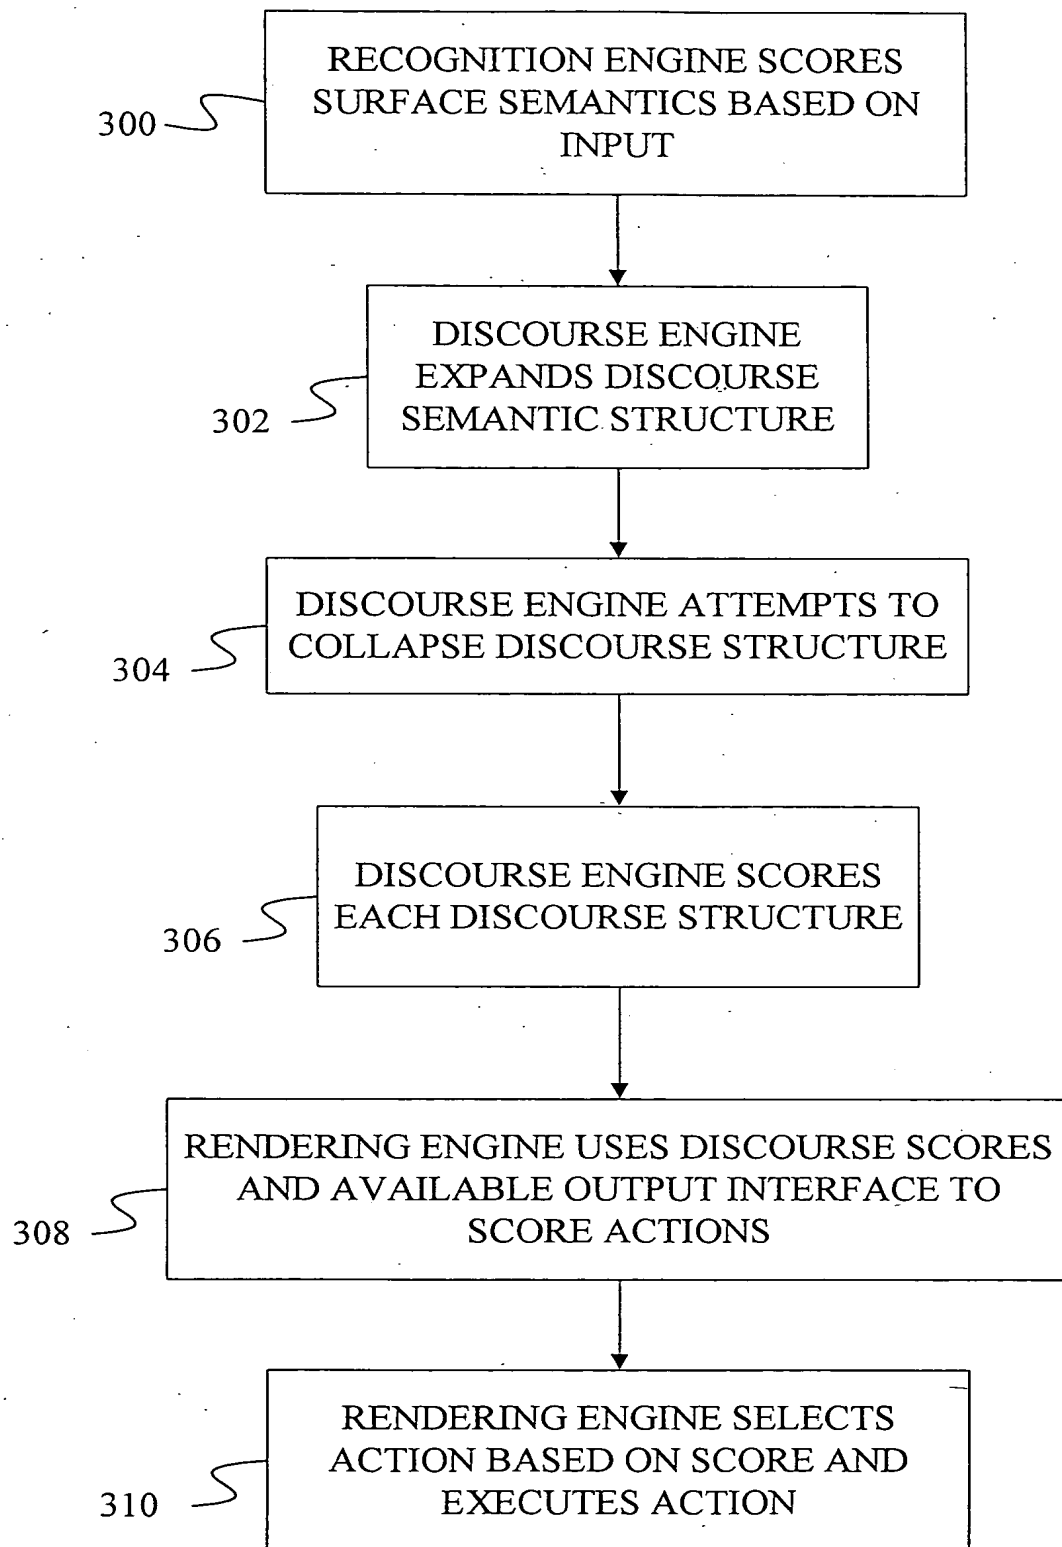 RECOGNITION ENGINE SCORES
SURFACE SEMANTICS BASED ON
INPUT
300
DISCOURSE ENGINE
EXPANDS DISCOURSE
SEMANTIC STRUCTURE
302
DISCOURSE ENGINE ATTEMPTS TO
COLLAPSE DISCOURSE STRUCTURE
304
DISCOURSE ENGINE SCORES
EACH DISCOURSE STRUCTURE
306
RENDERING ENGINE USES DISCOURSE SCORES
AND AVAILABLE OUTPUT INTERFACE TO
SCORE ACTIONS
308
RENDERING ENGINE SELECTS
ACTION BASED ON SCORE AND
EXECUTES ACTION
310